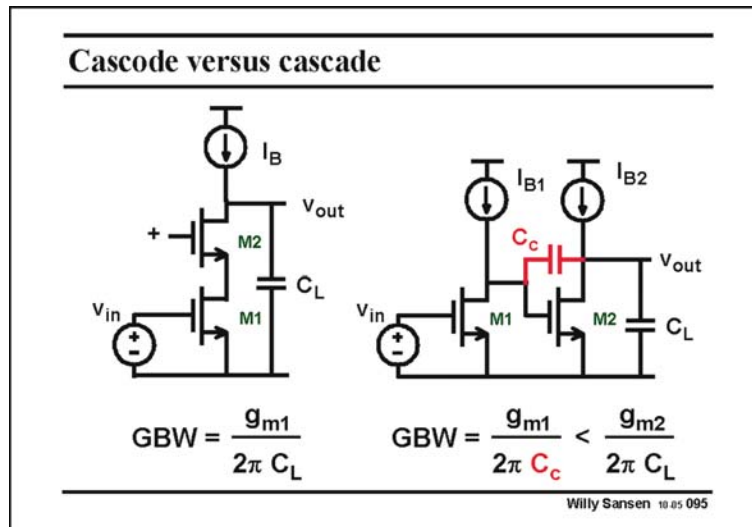 Cascode versus cascade
I_B
v_out
+
M2
C_L
v_in
+
-
M1
GBW = g_m1 / 2π C_L
I_B1
I_B2
C_c
v_out
v_in
+
-
M1
M2
C_L
GBW = g_m1 / 2π C_c < g_m2 / 2π C_L
Willy Sansen 10-05 095